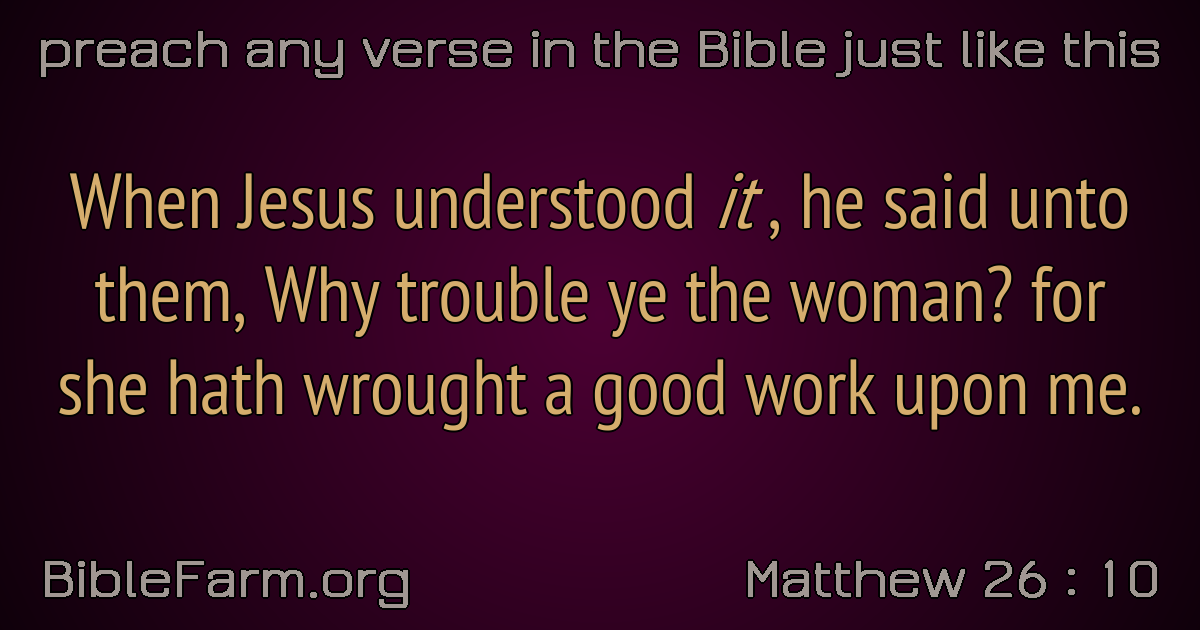 preach any verse in the Bible just like this
When Jesus understood it, he said unto
them, Why trouble ye the woman? for
she hath wrought a good work upon me.
BibleFarm.org
Matthew 26 : 10